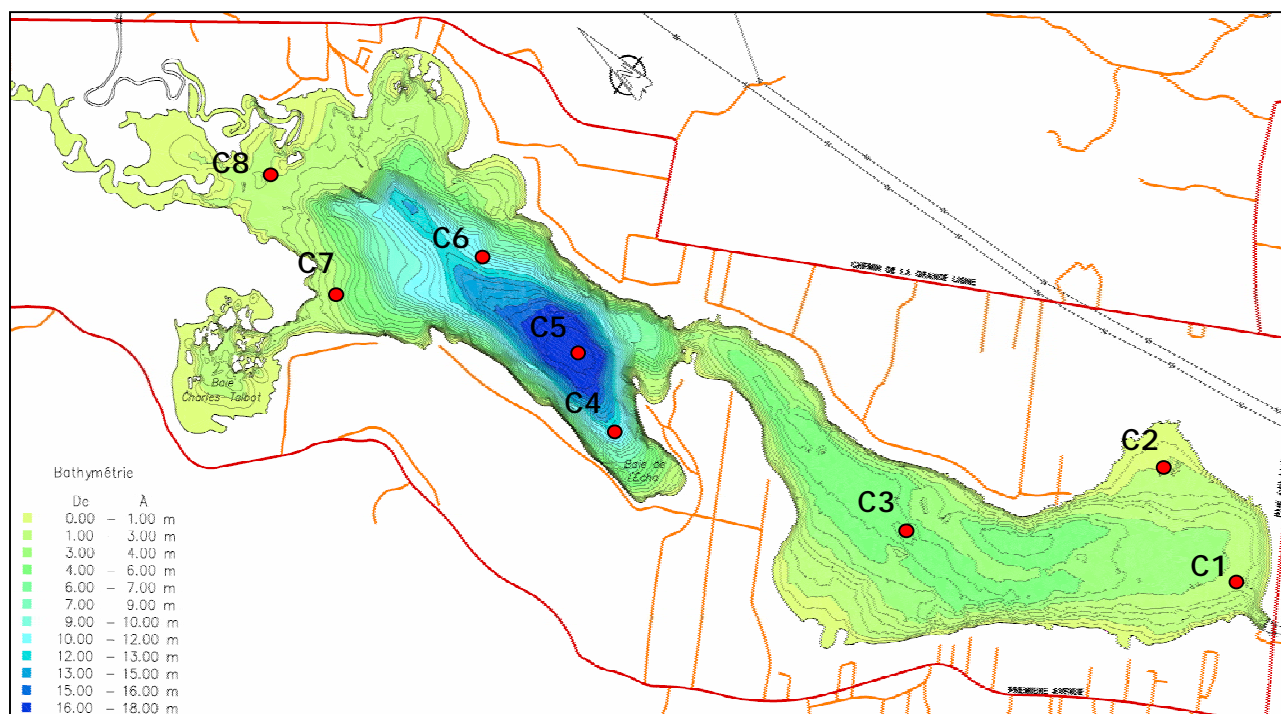 C8
C6
C7
CHEMIN DE LA GRANDE LIGNE
C5
Baie
Charles-Talbot
C4
C2
Baie de
l'Echo
C3
C1
Bathymétrie
De A
0.00 – 1.00 m
1.00 – 3.00 m
3.00 – 4.00 m
4.00 – 6.00 m
6.00 – 7.00 m
7.00 – 9.00 m
9.00 – 10.00 m
10.00 – 12.00 m
12.00 – 13.00 m
13.00 – 15.00 m
15.00 – 16.00 m
16.00 – 18.00 m
PREMIERE AVENUE